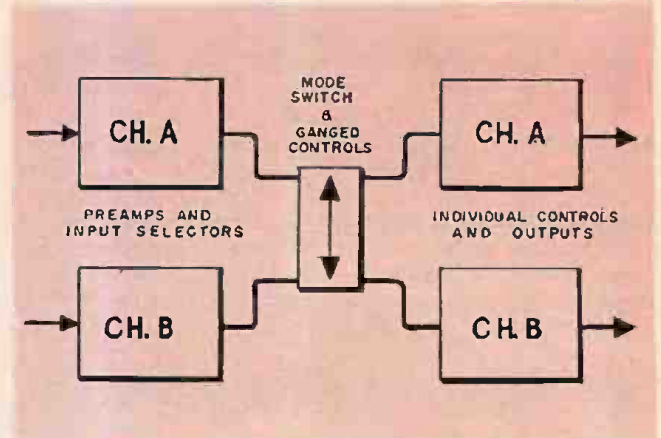 MODE
SWITCH
&
GANGED
CONTROLS
CH. A
CH. A
PREAMPS AND
INPUT SELECTORS
INDIVIDUAL CONTROLS
AND OUTPUTS
CH. B
CH. B